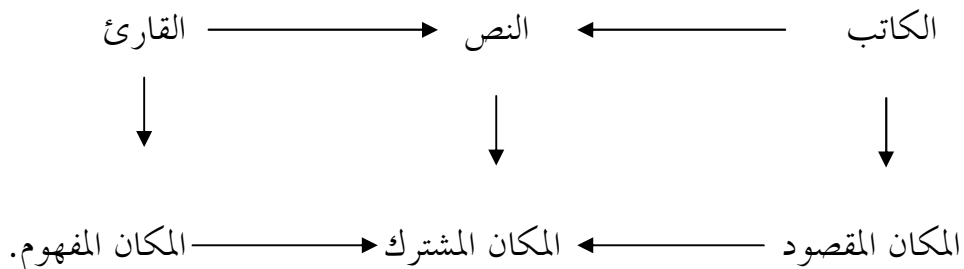 الكاتب النص القارئ
المكان المقصود المكان المشترك المكان المفهوم.